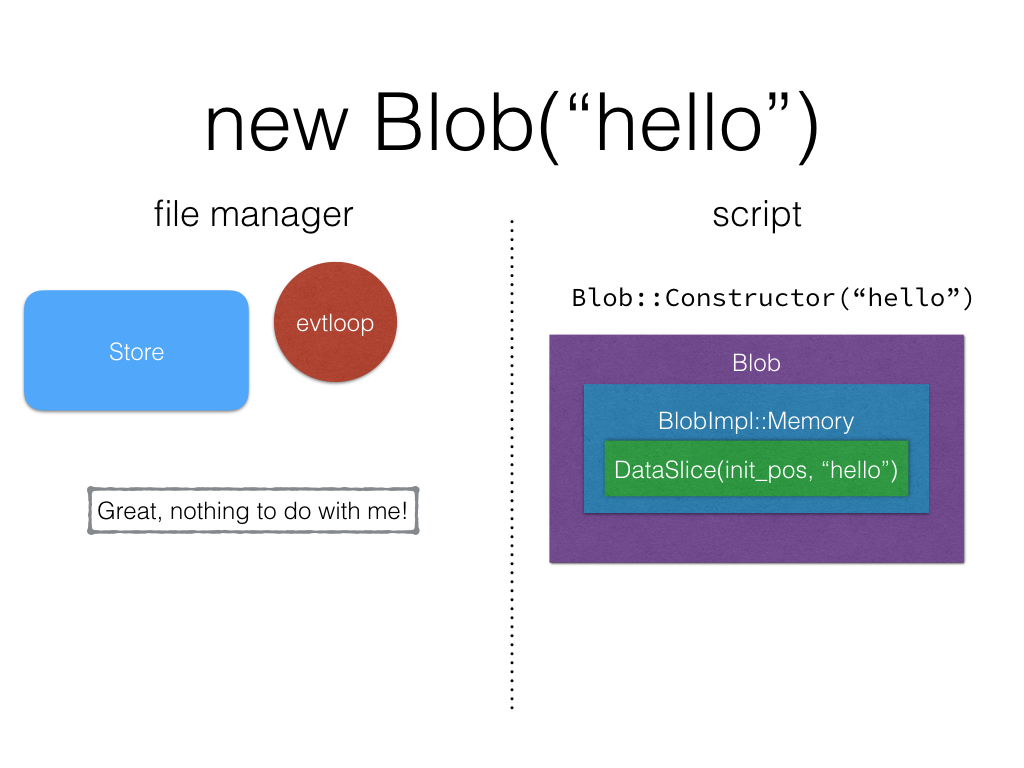 new Blob(“hello”)
file manager
script
evtloop
Store
Great, nothing to do with me!
Blob::Constructor(“hello”)
Blob
BlobImpl::Memory
DataSlice(init_pos, “hello”)